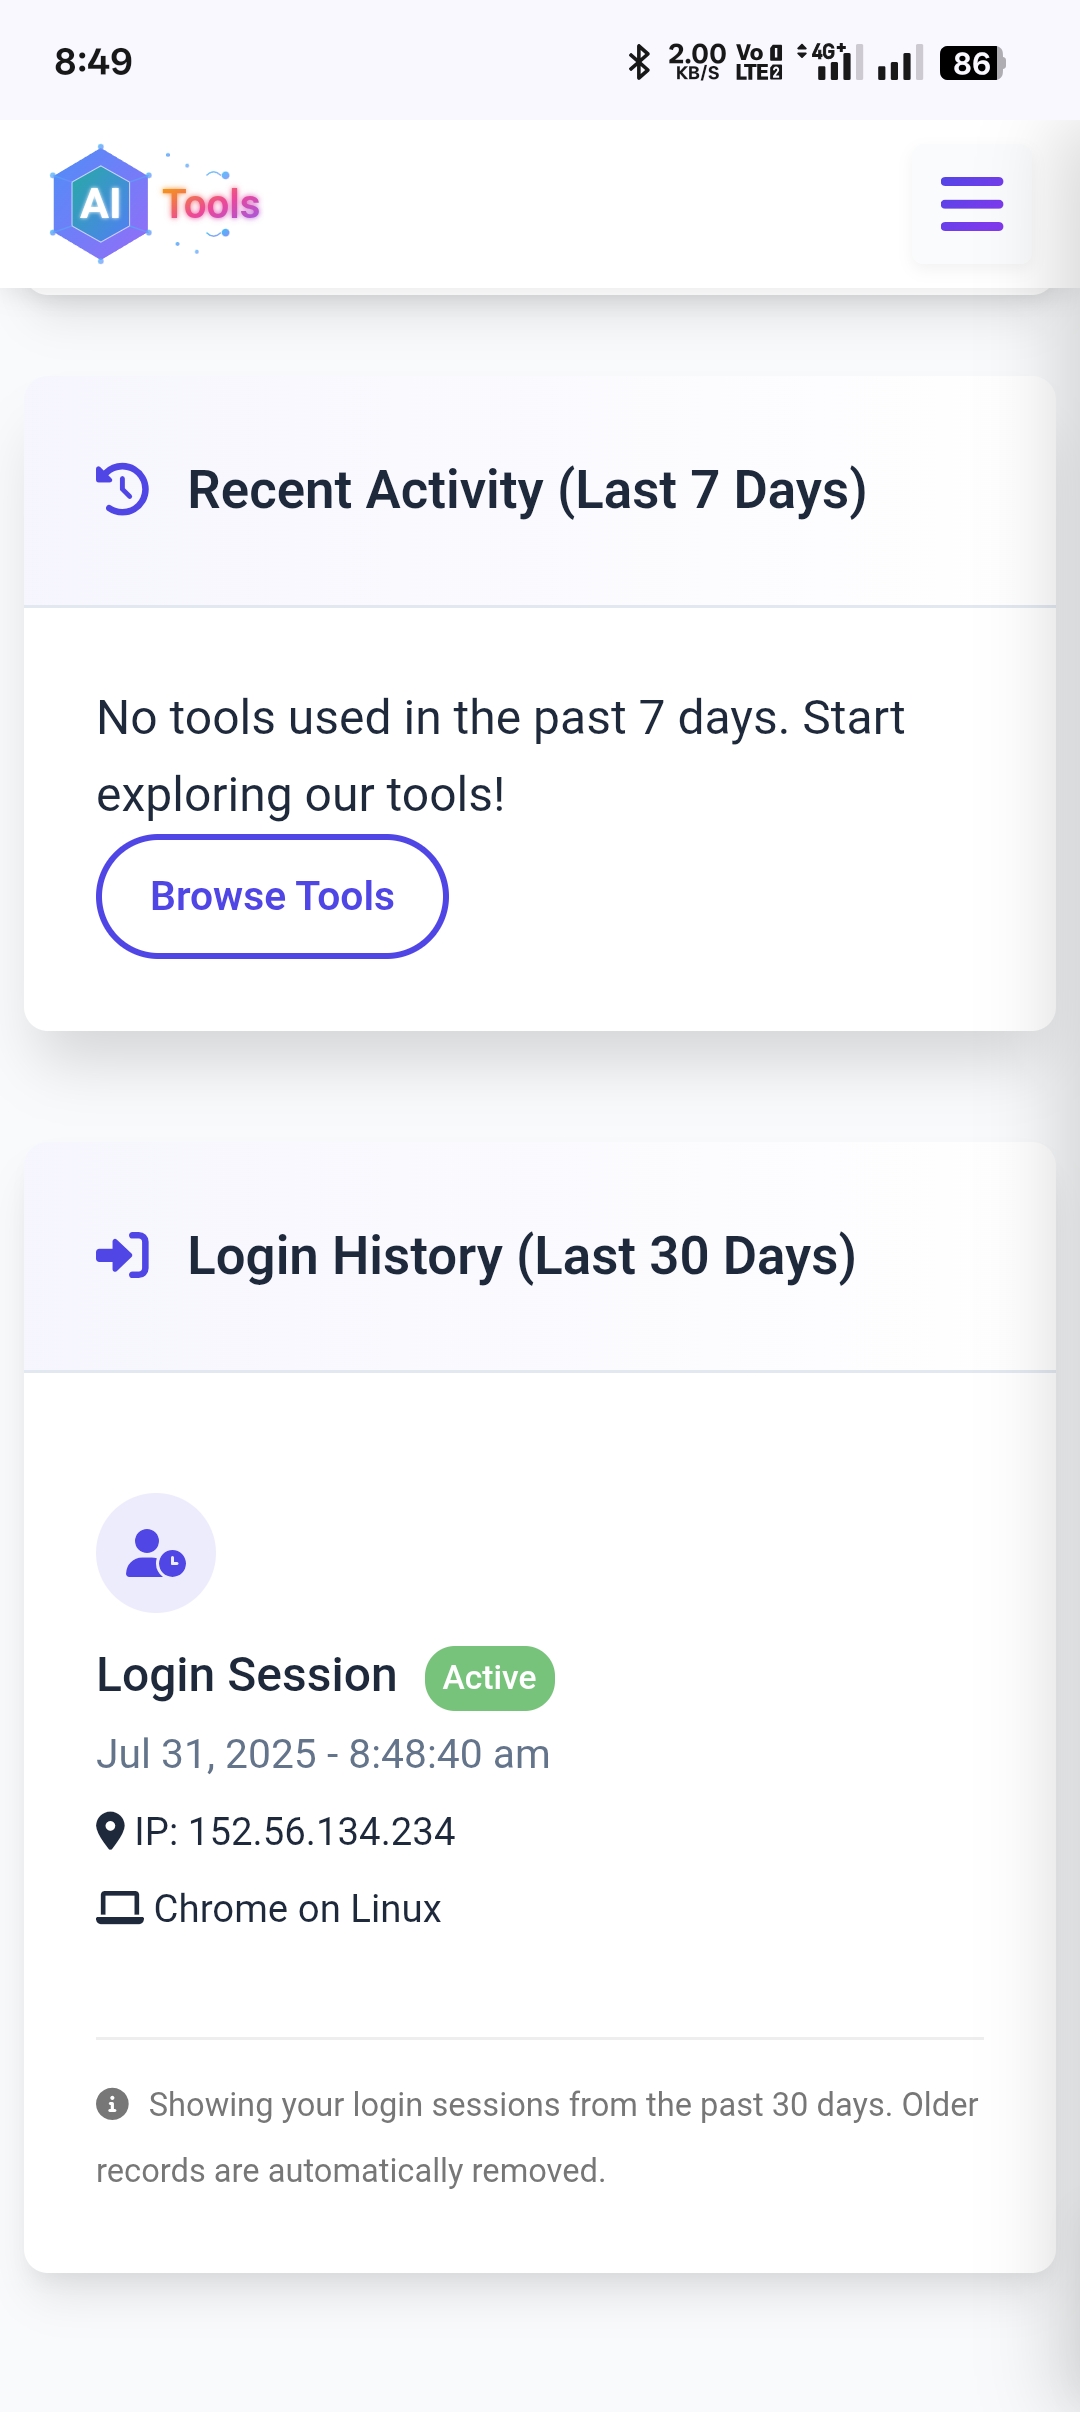 8:49
2.00 KB/S Vo LTE 1 2 4G+ 86
AI Tools
Recent Activity (Last 7 Days)
No tools used in the past 7 days. Start
exploring our tools!
Browse Tools
Login History (Last 30 Days)
Login Session Active
Jul 31, 2025 - 8:48:40 am
IP: 152.56.134.234
Chrome on Linux
Showing your login sessions from the past 30 days. Older
records are automatically removed.